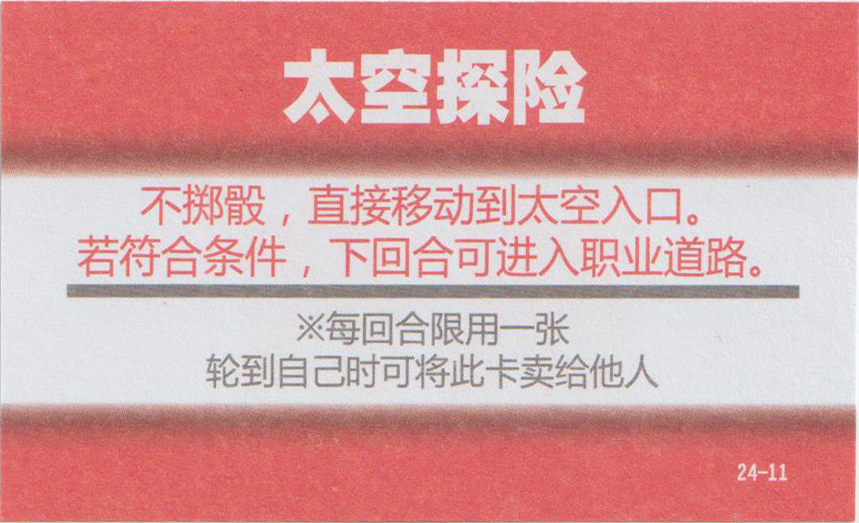 太空探险
不掷骰，直接移动到太空入口。
若符合条件，下回合可进入职业道路。
※每回合限用一张
轮到自己时可将此卡卖给他人
24-11